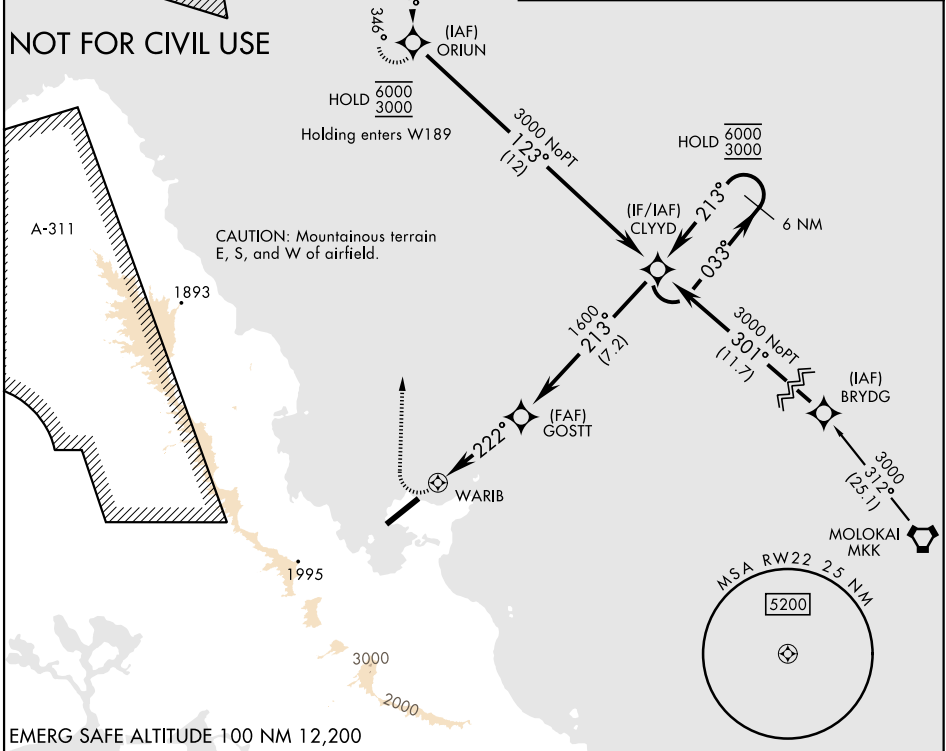 346°
(IAF)
ORIUN
NOT FOR CIVIL USE
HOLD 6000
3000
Holding enters W189
3000 NoPT
123°
(12)
HOLD 6000
3000
213°
6 NM
(IF/IAF)
CLYYD
033°
A-311
CAUTION: Mountainous terrain
E, S, and W of airfield.
1893
1600
213°
(7.2)
3000 NoPT
301°
(11.7)
(IAF)
BRYDG
(FAF)
GOSTT
222°
WARIB
3000
312°
(25.1)
MOLOKAI
MKK
1995
MSA RW22 25 NM
5200
3000
2000
EMERG SAFE ALTITUDE 100 NM 12,200